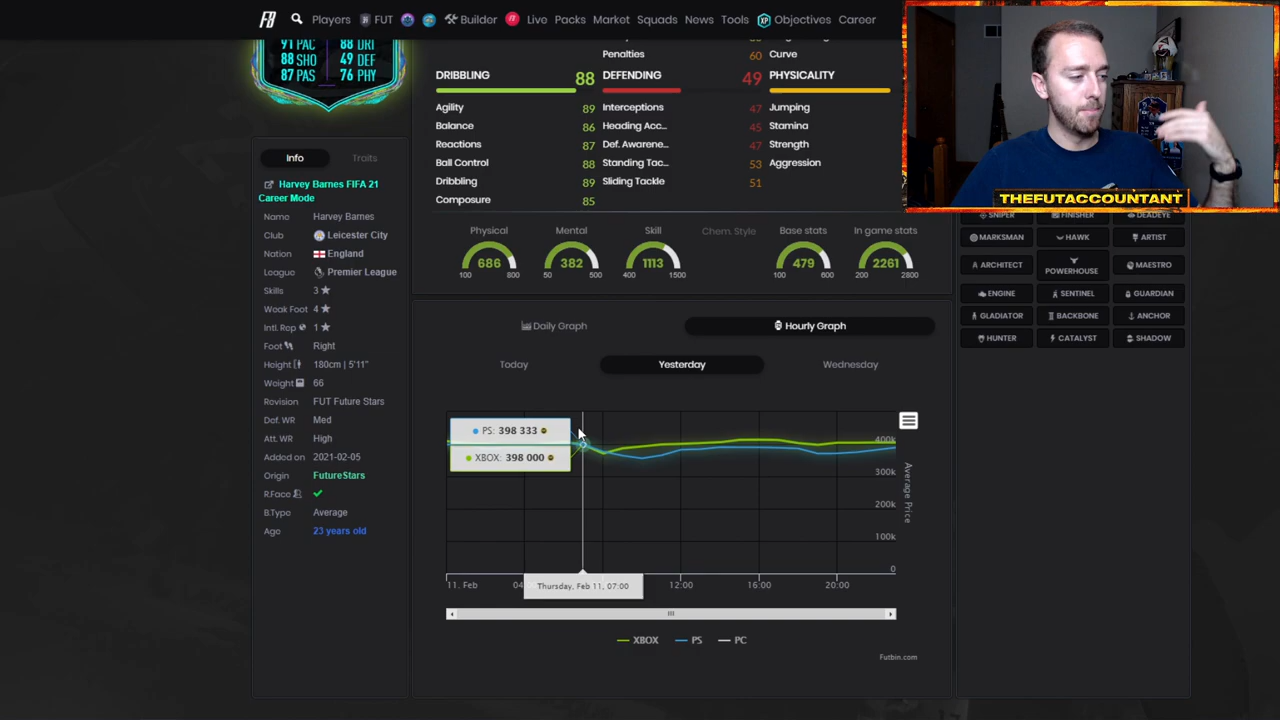 F8 Players FUT Builder Live Packs Market Squads News Tools XP Objectives Career
91 PAC 88 DRI
88 SHO 49 DEF
87 PAS 76 PHY
Penalties 60 Curve
DRIBBLING 88 DEFENDING 49 PHYSICALITY
Agility 89 Interceptions 47 Jumping
Balance 86 Heading Acc... 45 Stamina
Reactions 87 Def. Awarene... 47 Strength
Ball Control 88 Standing Tac... 53 Aggression
Dribbling 89 Sliding Tackle 51
Composure 85
THEFUTACCOUNTANT
Info Traits
Harvey Barnes FIFA 21
Career Mode
Name Harvey Barnes
Club Leicester City
Nation England
League Premier League
Skills 3
Weak Foot 4
Intl. Rep 1
Foot Right
Height 180cm | 5'11"
Weight 66
Revision FUT Future Stars
Def. WR Med
Att. WR High
Added on 2021-02-05
Origin FutureStars
R.Face
B.Type Average
Age 23 years old
Physical Mental Skill Chem. Style Base stats In game stats
686 382 1113 479 2261
100 800 50 500 400 1500 100 600 200 2800
SNIPER FINISHER DEADEYE
MARKSMAN HAWK ARTIST
ARCHITECT POWERHOUSE MAESTRO
ENGINE SENTINEL GUARDIAN
GLADIATOR BACKBONE ANCHOR
HUNTER CATALYST SHADOW
Daily Graph Hourly Graph
Today Yesterday Wednesday
PS: 398 333
XBOX: 398 000
400k
300k
200k
100k
0
Average Price
11. Feb 04 Thursday, Feb 11, 07:00 12:00 16:00 20:00
XBOX PS PC
Futbin.com